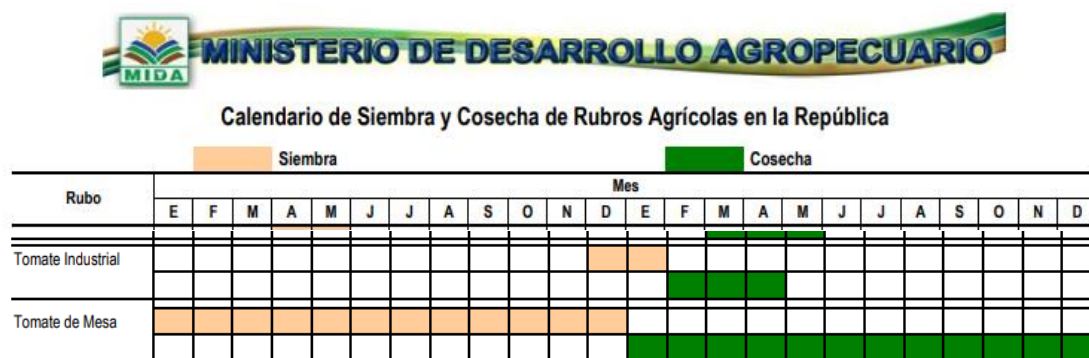 MIDA
MINISTERIO DE DESARROLLO AGROPECUARIO
Calendario de Siembra y Cosecha de Rubros Agrícolas en la República
Siembra Cosecha
Rubo Mes
E F M A M J J A S O N D E F M A M J J A S O N D
Tomate Industrial
Tomate de Mesa